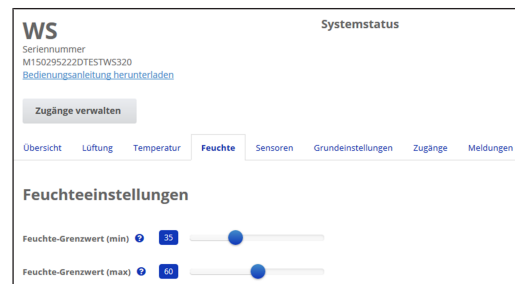 WS
Systemstatus
Seriennummer
M150295222DTESTWS320
Bedienungsanleitung herunterladen
Zugänge verwalten
Übersicht Lüftung Temperatur Feuchte Sensoren Grundeinstellungen Zugänge Meldungen
Feuchteeinstellungen
Feuchte-Grenzwert (min) ? 35
Feuchte-Grenzwert (max) ? 60